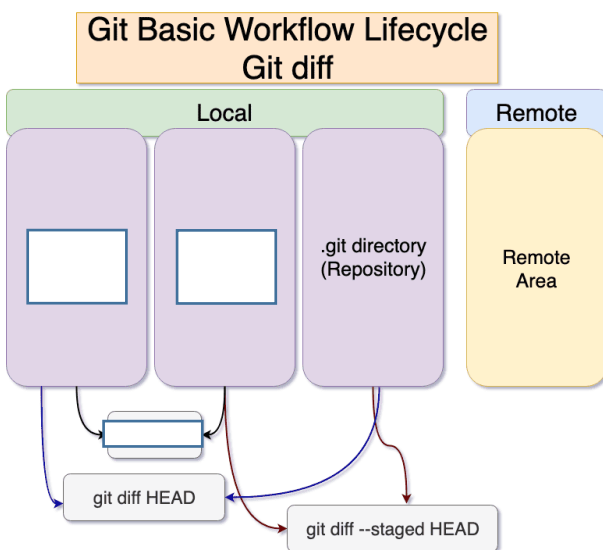 Git Basic Workflow Lifecycle
Git diff
Local
Remote
.git directory
(Repository)
Remote
Area
git diff HEAD
git diff --staged HEAD